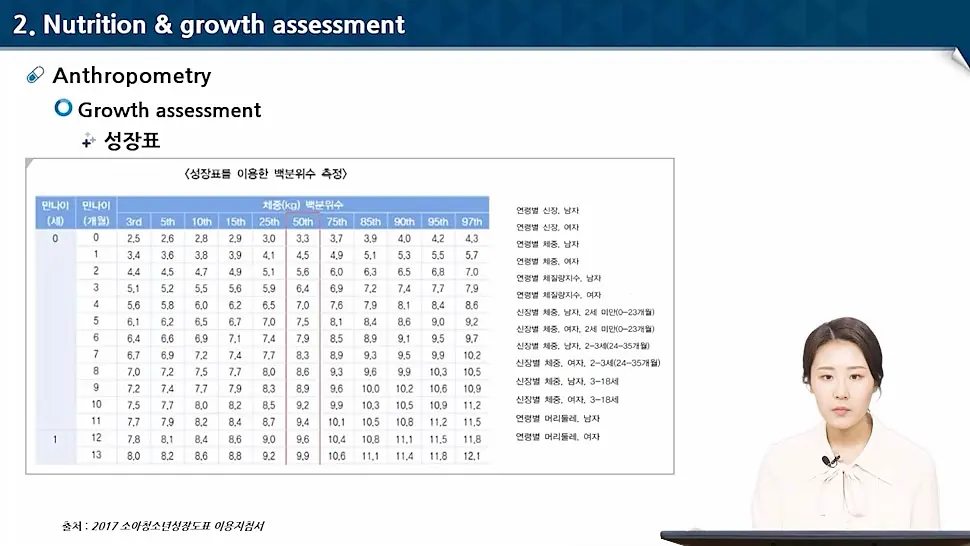 2. Nutrition & growth assessment
Anthropometry
Growth assessment
성장표
<성장표를 이용한 백분위수 측정>
만나이 만나이 체중(kg) 백분위수
(세) (개월) 3rd 5th 10th 15th 25th 50th 75th 85th 90th 95th 97th
0 0 2.5 2.6 2.8 2.9 3.0 3.3 3.7 3.9 4.0 4.2 4.3
1 3.4 3.6 3.8 3.9 4.1 4.5 4.9 5.1 5.3 5.5 5.7
2 4.4 4.5 4.7 4.9 5.1 5.6 6.0 6.3 6.5 6.8 7.0
3 5.1 5.2 5.5 5.6 5.9 6.4 6.9 7.2 7.4 7.7 7.9
4 5.6 5.8 6.0 6.2 6.5 7.0 7.6 7.9 8.1 8.4 8.6
5 6.1 6.2 6.5 6.7 7.0 7.5 8.1 8.4 8.6 9.0 9.2
6 6.4 6.6 6.9 7.1 7.4 7.9 8.5 8.9 9.1 9.5 9.7
7 6.7 6.9 7.2 7.4 7.7 8.3 8.9 9.3 9.5 9.9 10.2
8 7.0 7.2 7.5 7.7 8.0 8.6 9.3 9.6 9.9 10.3 10.5
9 7.2 7.4 7.7 7.9 8.3 8.9 9.6 10.0 10.2 10.6 10.9
10 7.5 7.7 8.0 8.2 8.5 9.2 9.9 10.3 10.5 10.9 11.2
11 7.7 7.9 8.2 8.4 8.7 9.4 10.1 10.5 10.8 11.2 11.5
1 12 7.8 8.1 8.4 8.6 9.0 9.6 10.4 10.8 11.1 11.5 11.8
13 8.0 8.2 8.6 8.8 9.2 9.9 10.6 11.1 11.4 11.8 12.1
연령별 신장, 남자
연령별 신장, 여자
연령별 체중, 남자
연령별 체중, 여자
연령별 체질량지수, 남자
연령별 체질량지수, 여자
신장별 체중, 남자, 2세 미만(0-23개월)
신장별 체중, 여자, 2세 미만(0-23개월)
신장별 체중, 남자, 2-3세(24-35개월)
신장별 체중, 여자, 2-3세(24-35개월)
신장별 체중, 남자, 3-18세
신장별 체중, 여자, 3-18세
연령별 머리둘레, 남자
연령별 머리둘레, 여자
출처 : 2017 소아청소년성장도표 이용지침서